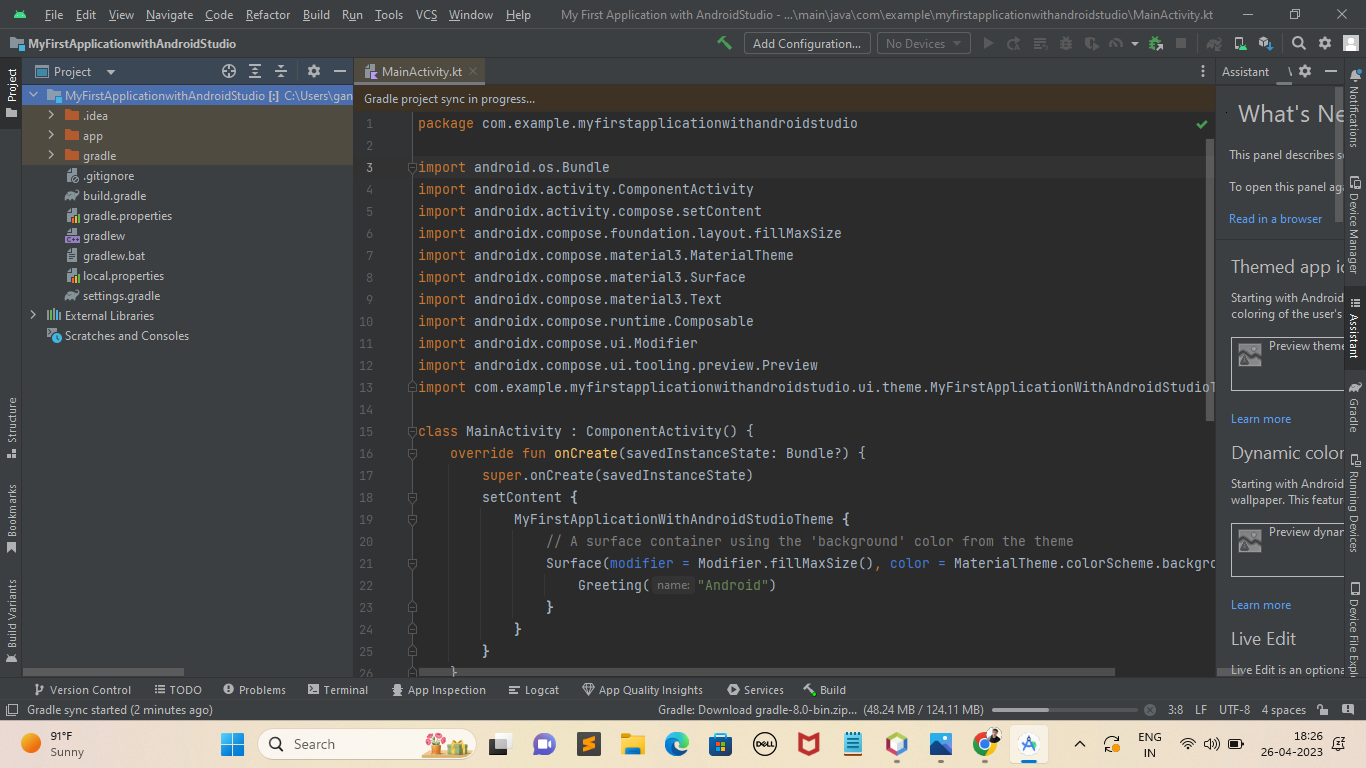 File Edit View Navigate Code Refactor Build Run Tools VCS Window Help My First Application with AndroidStudio - ...\main\java\com\example\myfirstapplicationwithandroidstudio\MainActivity.kt
MyFirstApplicationwithAndroidStudio Add Configuration... No Devices
Project
Project
MainActivity.kt
Assistant
MyFirstApplicationwithAndroidStudio [:] C:\Users\gan
.idea
app
gradle
.gitignore
build.gradle
gradle.properties
gradlew
gradlew.bat
local.properties
settings.gradle
External Libraries
Scratches and Consoles
Structure
Bookmarks
Build Variants
Gradle project sync in progress...
1 package com.example.myfirstapplicationwithandroidstudio
2
3 import android.os.Bundle
4 import androidx.activity.ComponentActivity
5 import androidx.activity.compose.setContent
6 import androidx.compose.foundation.layout.fillMaxSize
7 import androidx.compose.material3.MaterialTheme
8 import androidx.compose.material3.Surface
9 import androidx.compose.material3.Text
10 import androidx.compose.runtime.Composable
11 import androidx.compose.ui.Modifier
12 import androidx.compose.ui.tooling.preview.Preview
13 import com.example.myfirstapplicationwithandroidstudio.ui.theme.MyFirstApplicationWithAndroidStudioT
14
15 class MainActivity : ComponentActivity() {
16 override fun onCreate(savedInstanceState: Bundle?) {
17 super.onCreate(savedInstanceState)
18 setContent {
19 MyFirstApplicationWithAndroidStudioTheme {
20 // A surface container using the 'background' color from the theme
21 Surface(modifier = Modifier.fillMaxSize(), color = MaterialTheme.colorScheme.backgro
22 Greeting( name: "Android")
23 }
24 }
25 }
26 }
What's Ne
This panel describes s
To open this panel aga
Read in a browser
Themed app ic
Starting with Android
coloring of the user's
Preview theme
Learn more
Dynamic color
Starting with Android
wallpaper. This featur
Preview dynar
Learn more
Live Edit
Live Edit is an optiona
Notifications
Device Manager
Assistant
Gradle
Running Devices
Device File Expl
Version Control TODO Problems Terminal App Inspection Logcat App Quality Insights Services Build
Gradle sync started (2 minutes ago) Gradle: Download gradle-8.0-bin.zip... (48.24 MB / 124.11 MB) 3:8 LF UTF-8 4 spaces
91°F
Sunny
Search
DELL
ENG
IN
18:26
26-04-2023